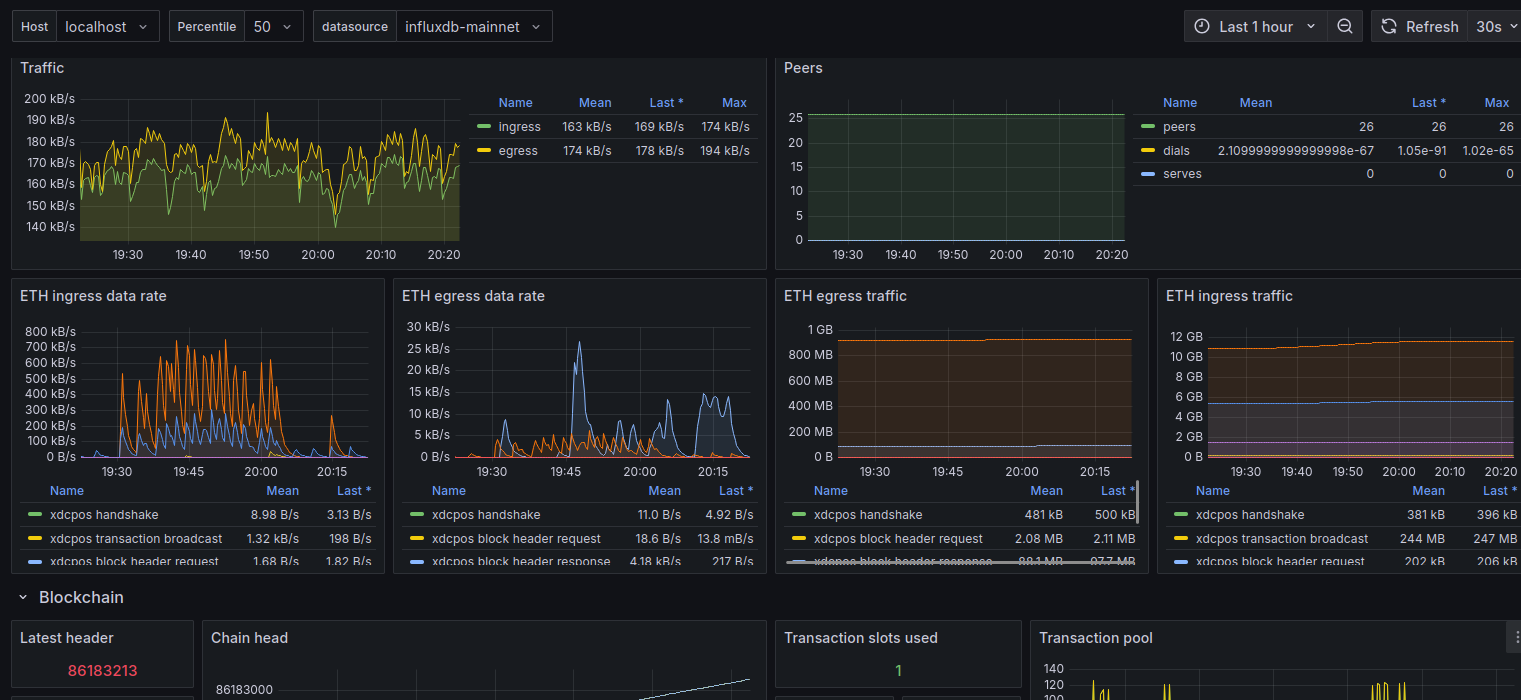 Host localhost Percentile 50 datasource influxdb-mainnet Last 1 hour Refresh 30s
Traffic
200 kB/s
190 kB/s
180 kB/s
170 kB/s
160 kB/s
150 kB/s
140 kB/s
19:30 19:40 19:50 20:00 20:10 20:20
Name Mean Last * Max
ingress 163 kB/s 169 kB/s 174 kB/s
egress 174 kB/s 178 kB/s 194 kB/s
Peers
25
20
15
10
5
0
19:30 19:40 19:50 20:00 20:10 20:20
Name Mean Last * Max
peers 26 26 26
dials 2.1099999999999998e-67 1.05e-91 1.02e-65
serves 0 0 0
ETH ingress data rate
800 kB/s
700 kB/s
600 kB/s
500 kB/s
400 kB/s
300 kB/s
200 kB/s
100 kB/s
0 B/s
19:30 19:45 20:00 20:15
Name Mean Last *
xdcpos handshake 8.98 B/s 3.13 B/s
xdcpos transaction broadcast 1.32 kB/s 198 B/s
xdcpos block header request 1.68 B/s 1.82 B/s
ETH egress data rate
30 kB/s
25 kB/s
20 kB/s
15 kB/s
10 kB/s
5 kB/s
0 B/s
19:30 19:45 20:00 20:15
Name Mean Last *
xdcpos handshake 11.0 B/s 4.92 B/s
xdcpos block header request 18.6 B/s 13.8 mB/s
xdcpos block header response 4.18 kB/s 217 B/s
ETH egress traffic
1 GB
800 MB
600 MB
400 MB
200 MB
0 B
19:30 19:45 20:00 20:15
Name Mean Last *
xdcpos handshake 481 kB 500 kB
xdcpos block header request 2.08 MB 2.11 MB
xdcpos block header response 88.1 MB 97.7 MB
ETH ingress traffic
12 GB
10 GB
8 GB
6 GB
4 GB
2 GB
0 B
19:30 19:40 19:50 20:00 20:10 20:20
Name Mean Last *
xdcpos handshake 381 kB 396 kB
xdcpos transaction broadcast 244 MB 247 MB
xdcpos block header request 202 kB 206 kB
Blockchain
Latest header
86183213
Chain head
86183000
Transaction slots used
1
Transaction pool
140
120
100